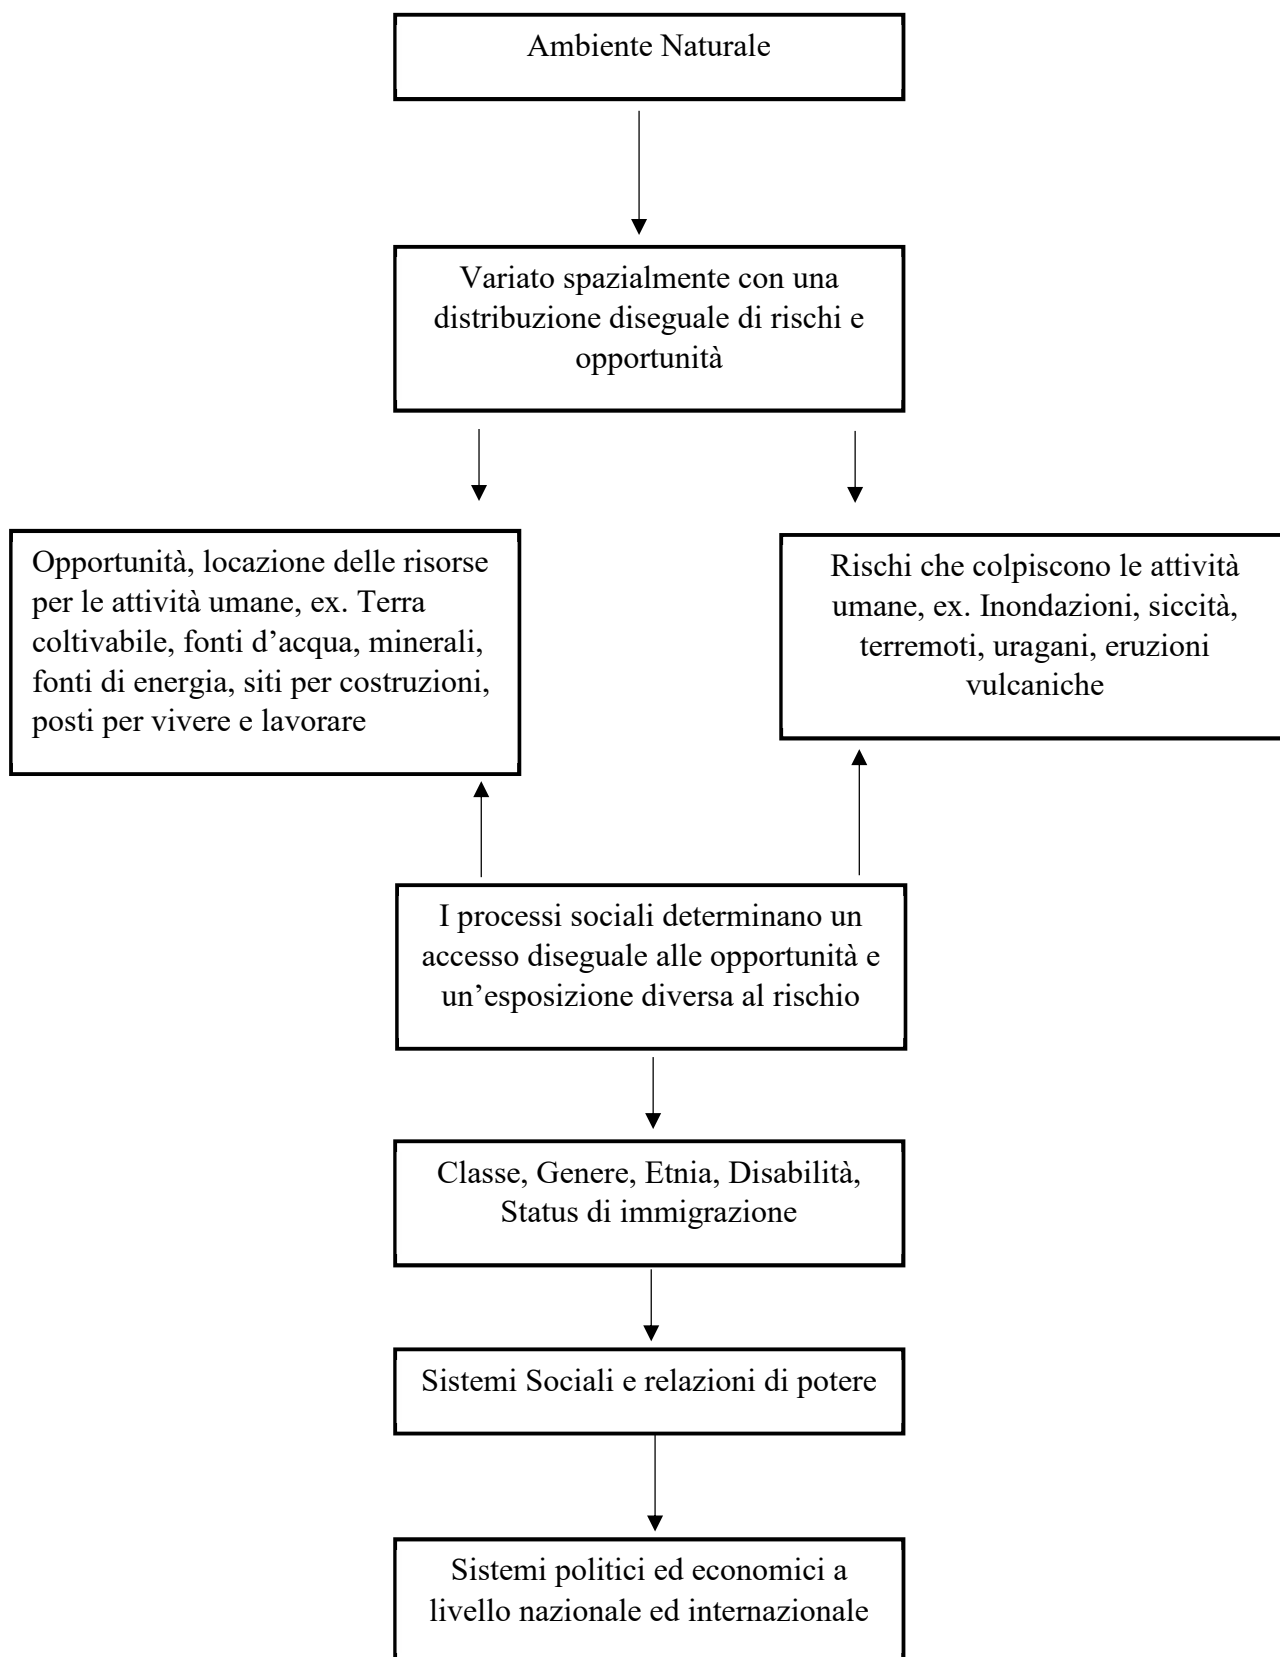 Ambiente Naturale
Variato spazialmente con una
distribuzione diseguale di rischi e
opportunità
Opportunità, locazione delle risorse
per le attività umane, ex. Terra
coltivabile, fonti d’acqua, minerali,
fonti di energia, siti per costruzioni,
posti per vivere e lavorare
Rischi che colpiscono le attività
umane, ex. Inondazioni, siccità,
terremoti, uragani, eruzioni
vulcaniche
I processi sociali determinano un
accesso diseguale alle opportunità e
un’esposizione diversa al rischio
Classe, Genere, Etnia, Disabilità,
Status di immigrazione
Sistemi Sociali e relazioni di potere
Sistemi politici ed economici a
livello nazionale ed internazionale